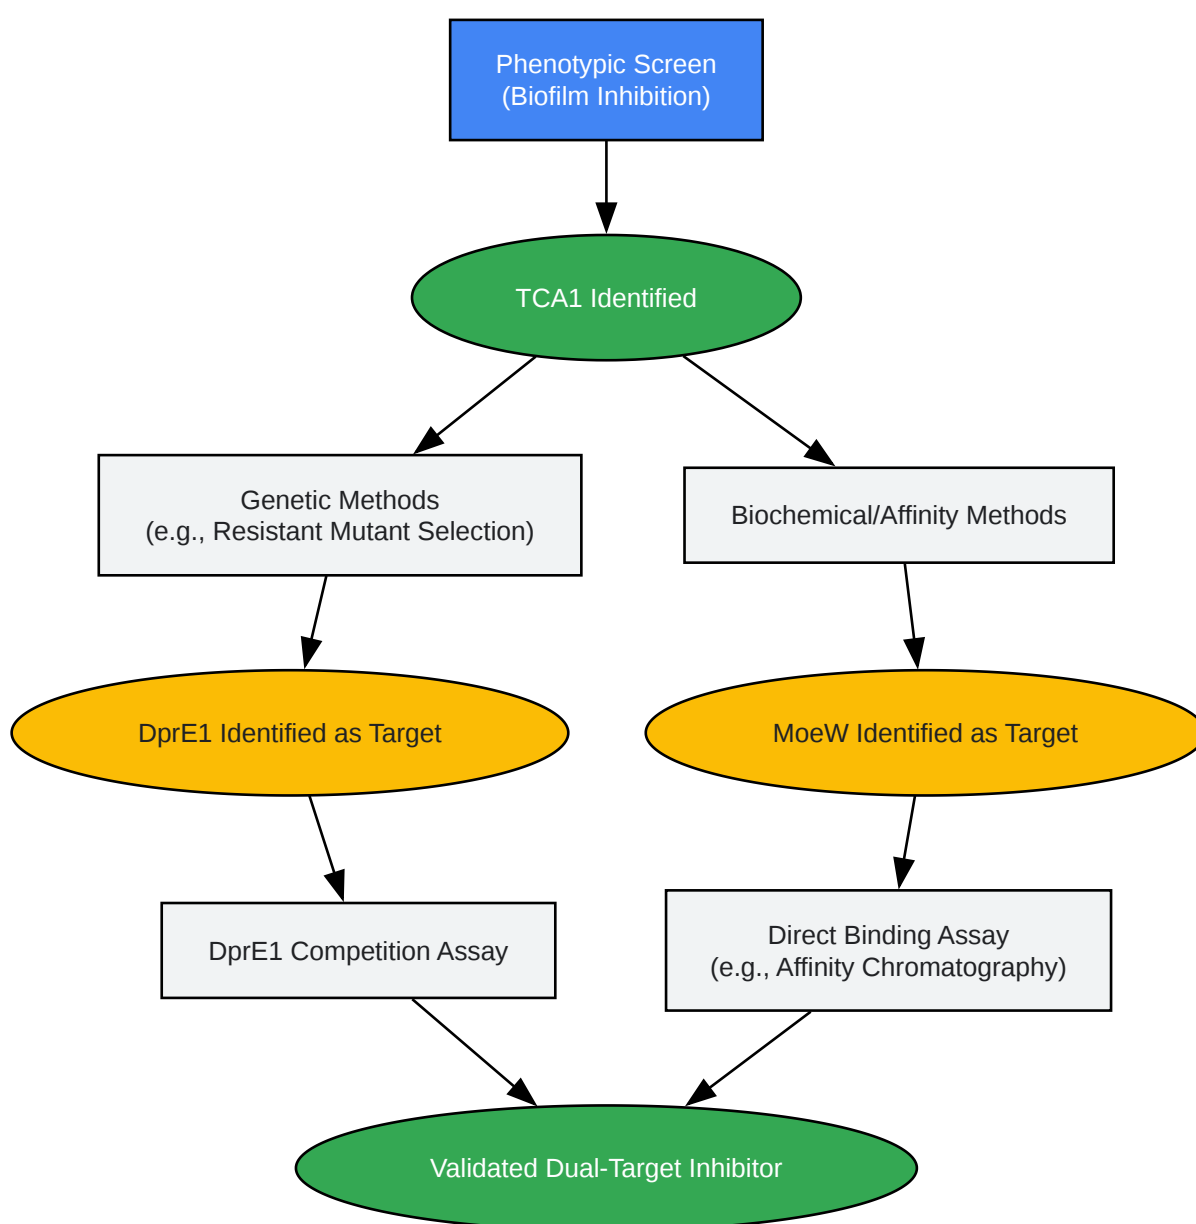 Phenotypic Screen
(Biofilm Inhibition)
TCA1 Identified
Genetic Methods
(e.g., Resistant Mutant Selection)
Biochemical/Affinity Methods
DprE1 Identified as Target
MoeW Identified as Target
DprE1 Competition Assay
Direct Binding Assay
(e.g., Affinity Chromatography)
Validated Dual-Target Inhibitor